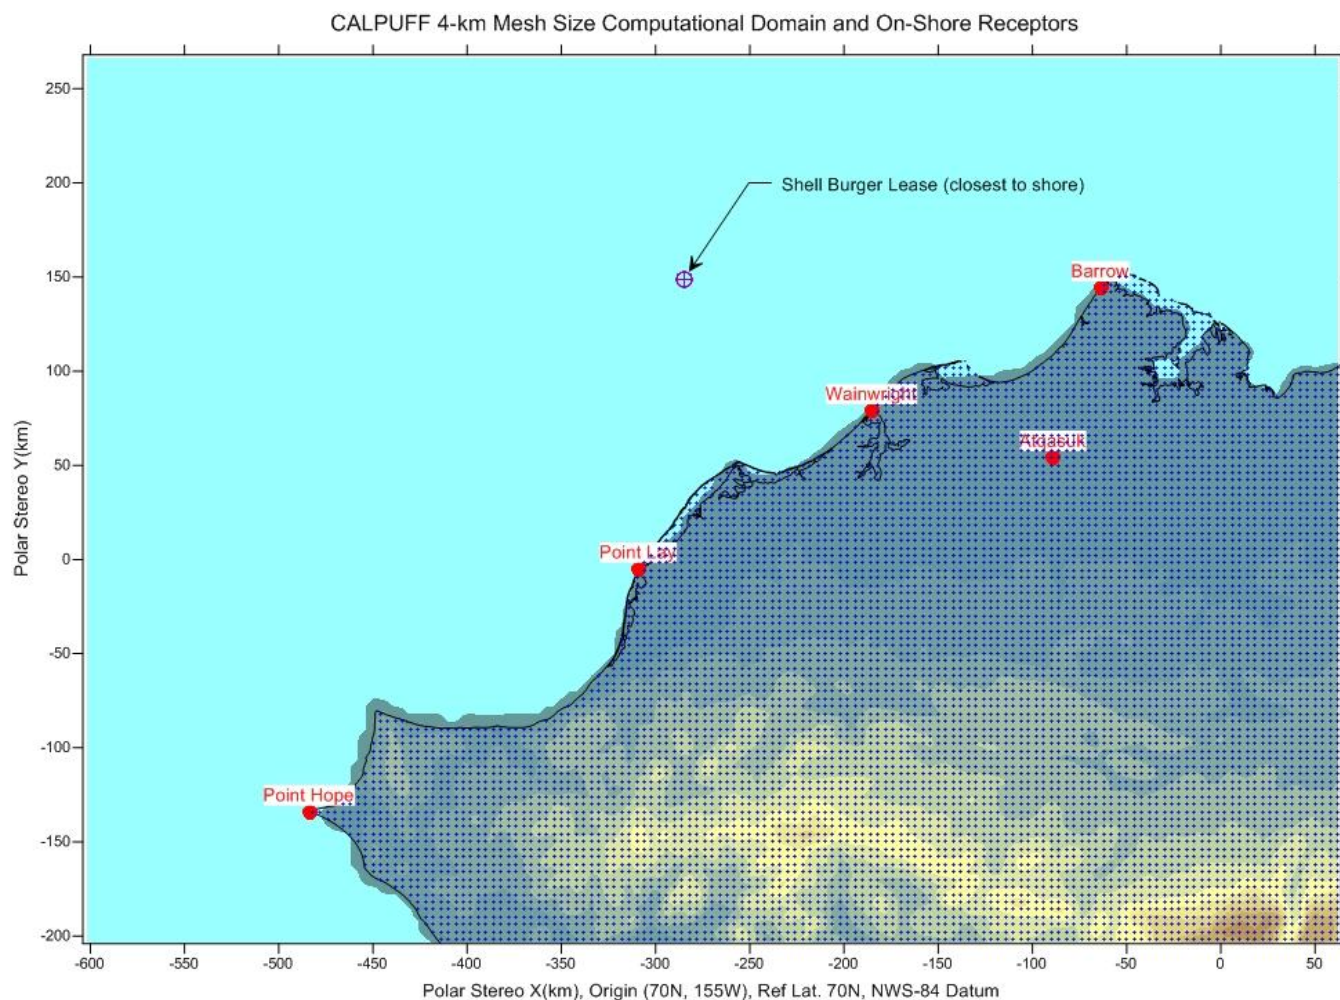 CALPUFF 4-km Mesh Size Computational Domain and On-Shore Receptors
250
200
150
100
50
0
-50
-100
-150
-200
Polar Stereo Y(km)
Shell Burger Lease (closest to shore)
Barrow
Wainwright
Atqasuk
Point Lay
Point Hope
-600
-550
-500
-450
-400
-350
-300
-250
-200
-150
-100
-50
0
50
Polar Stereo X(km), Origin (70N, 155W), Ref Lat. 70N, NWS-84 Datum